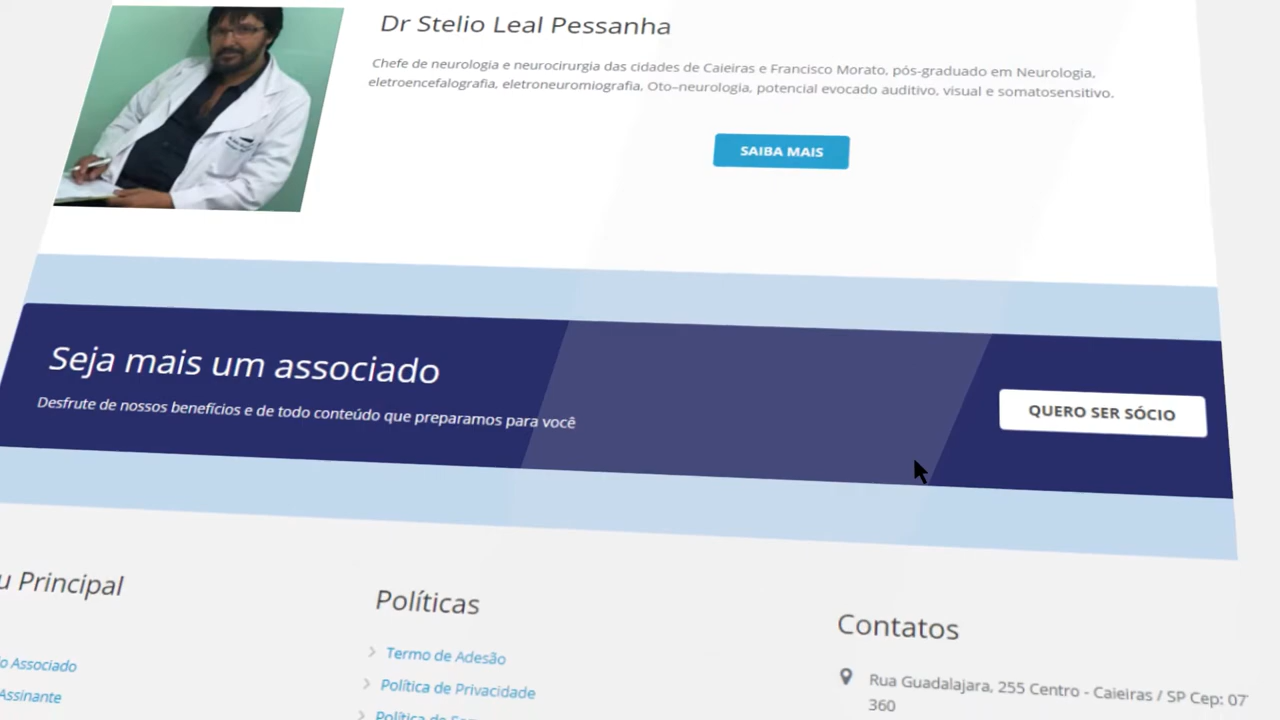 Dr Stelio Leal Pessanha
Chefe de neurologia e neurocirurgia das cidades de Caieiras e Francisco Morato, pós-graduado em Neurologia,
eletroencefalografia, eletroneuromiografia, Oto-neurologia, potencial evocado auditivo, visual e somatosensitivo.
SAIBA MAIS
Seja mais um associado
Desfrute de nossos benefícios e de todo conteúdo que preparamos para você
QUERO SER SÓCIO
u Principal
o Associado
Assinante
Políticas
Termo de Adesão
Política de Privacidade
Política de
Contatos
Rua Guadalajara, 255 Centro - Caieiras / SP Cep: 07
360